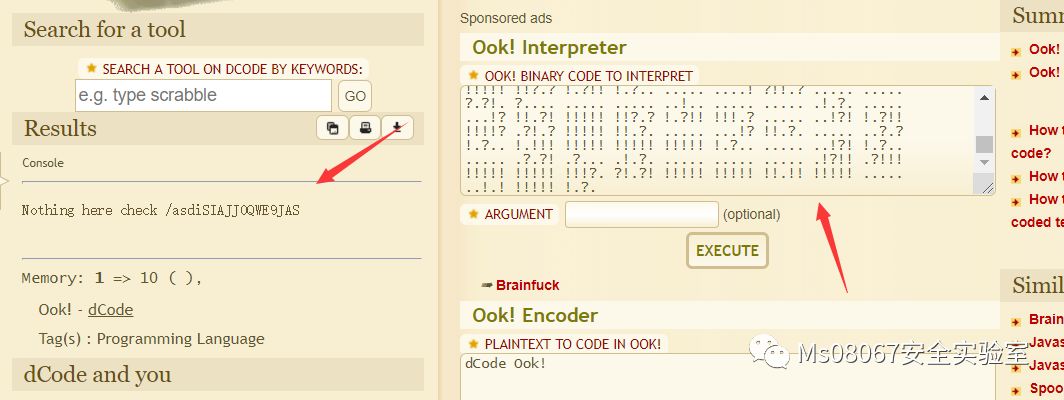 Search for a tool
SEARCH A TOOL ON DCODE BY KEYWORDS:
e.g. type scrabble
GO
Results
Console
Nothing here check /asdiSIAJJ0QWE9JAS
Memory: 1 => 10 ( ),
Ook! - dCode
Tag(s) : Programming Language
dCode and you
Sponsored ads
Ook! Interpreter
OOK! BINARY CODE TO INTERPRET
?.?!. ?.... ..... ..... ..!.. ..... ..... .!.?. .....
...!? !!.?! !!!!! !!?.? !.?!! !!!.? ..... ..!?! !.?!!
!!!!? .?!.? !!!!! !!.?. ..... ...!? !!.?. ..... ..?.?
!.?.. !.!!! !!!!! !!!!! !.?.. ..... ..!?! !.?..
..... .?.?! .?... .!.?. ..... ..... ..... .!?!! .?!!!
!!!!! !!!!! !!!?. ?!.?! !!!!! !!!!! !!.!! !!!!! .....
..!.! !!!!! !.?.
ARGUMENT
(optional)
EXECUTE
Brainfuck
Ook! Encoder
PLAINTEXT TO CODE IN OOK!
dCode Ook!
Summ
Ook!
Ook!
How t
code?
How t
How t
coded te
Simil
Brain
Javas
Javas
Spoo
Ms08067安全实验室